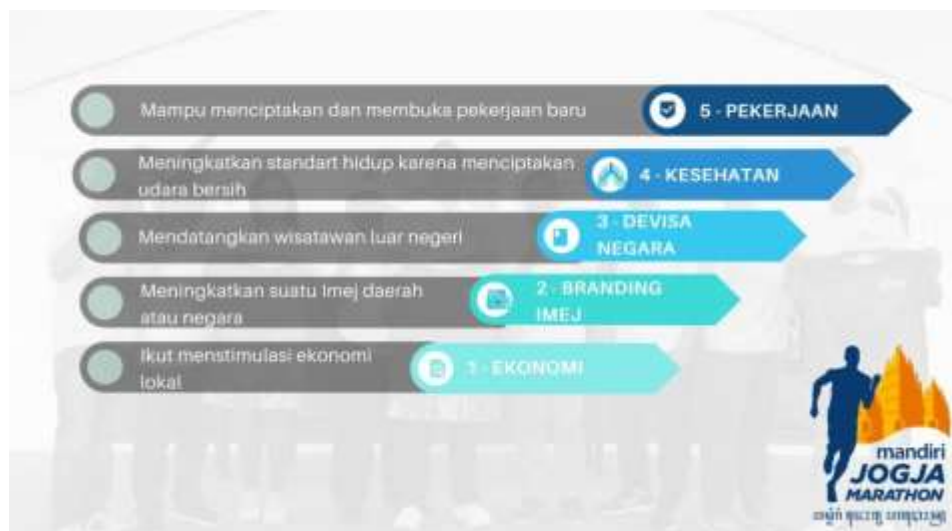 Mampu menciptakan dan membuka pekerjaan baru
5 - PEKERJAAN
Meningkatkan standart hidup karena menciptakan
udara bersih
4 - KESEHATAN
Mendatangkan wisatawan luar negeri
3 - DEVISA
NEGARA
Meningkatkan suatu Imej daerah
atau negara
2 - BRANDING
IMEJ
Ikut menstimulasi ekonomi
lokal
1 - EKONOMI
mandiri
JOGJA
MARATHON